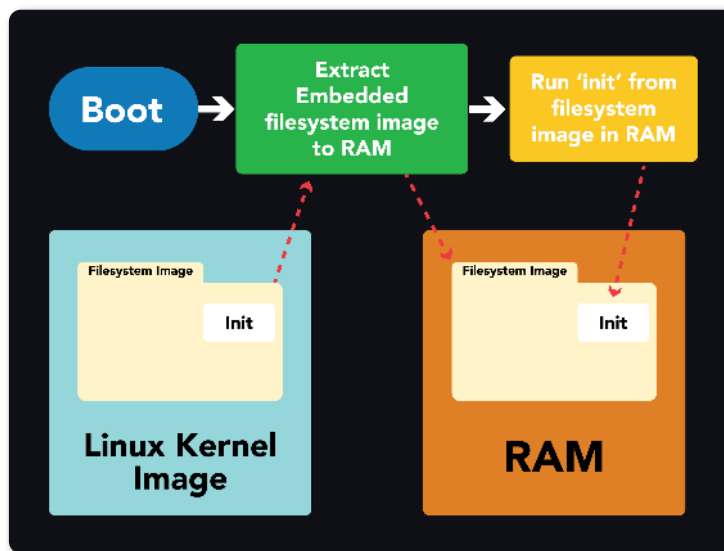 Boot
Extract
Embedded
filesystem image
to RAM
Run ‘init’ from
filesystem
image in RAM
Filesystem Image
Init
Linux Kernel
Image
Filesystem Image
Init
RAM